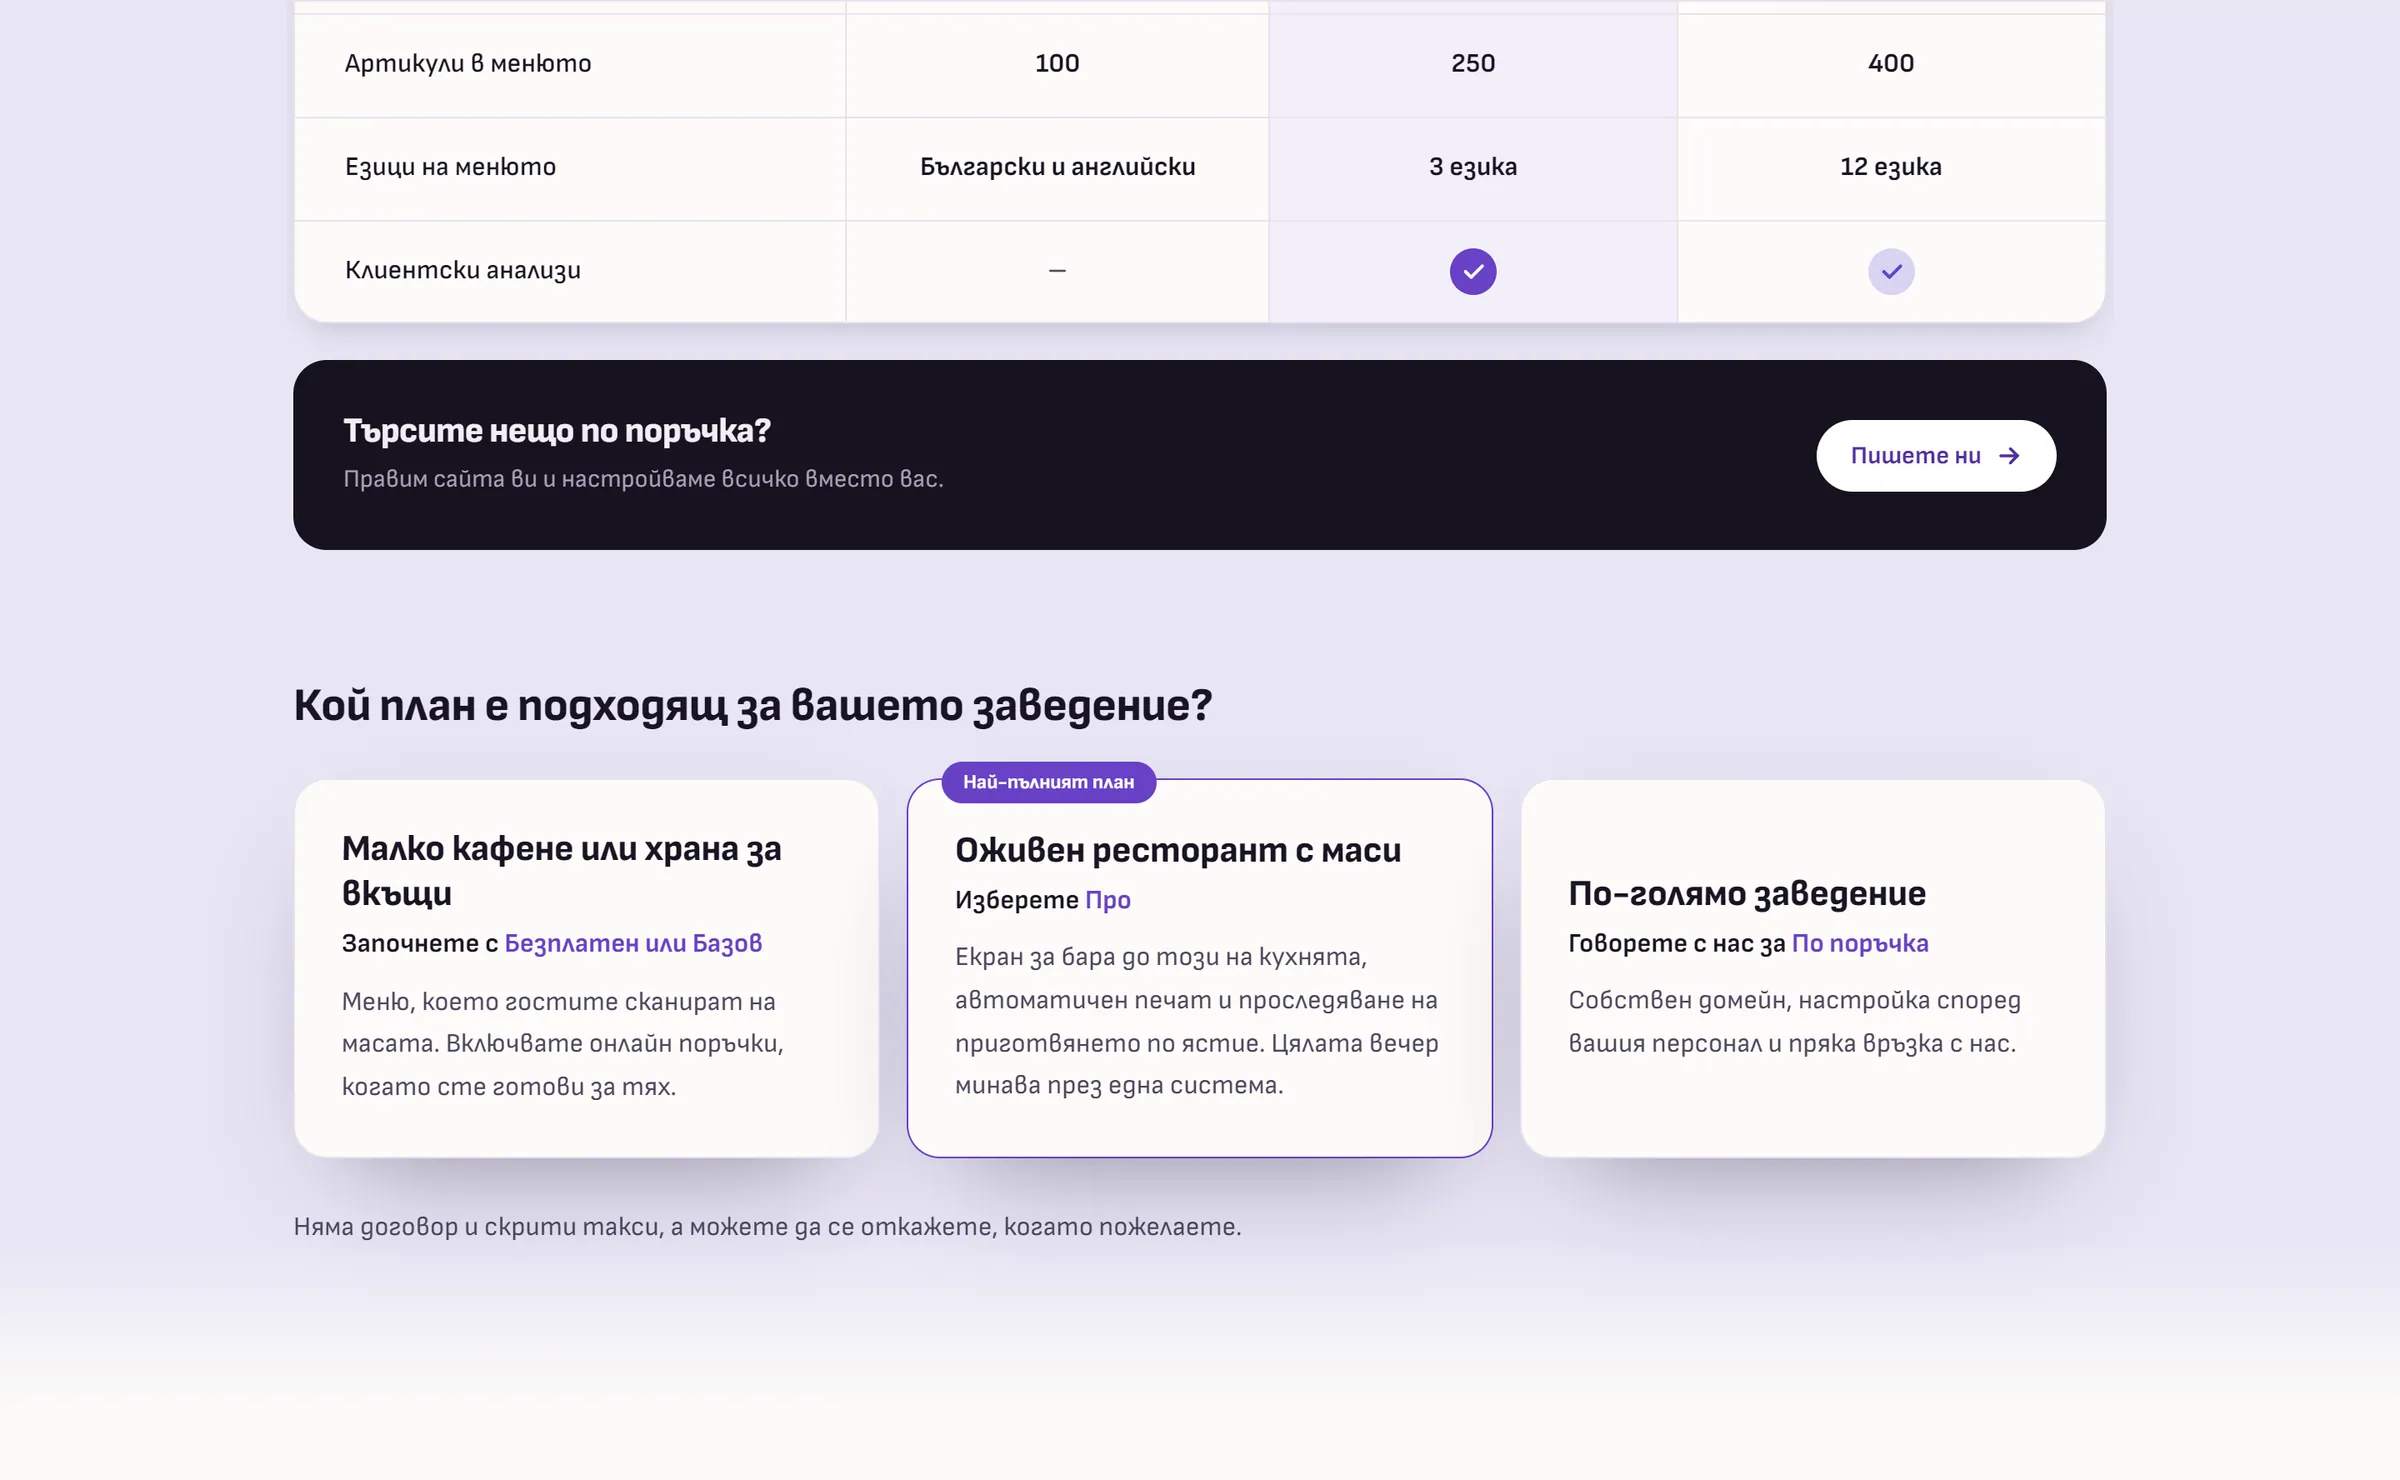 Артикули в менюто 100 250 400
Езици на менюто Български и английски 3 езика 12 езика
Клиентски анализи –
Търсите нещо по поръчка?
Правим сайта ви и настройваме всичко вместо вас.
Пишете ни →
Кой план е подходящ за вашето заведение?
Малко кафене или храна за
вкъщи
Започнете с Безплатен или Базов
Меню, което гостите сканират на
масата. Включвате онлайн поръчки,
когато сте готови за тях.
Най-пълният план
Оживен ресторант с маси
Изберете Про
Екран за бара до този на кухнята,
автоматичен печат и проследяване на
приготвянето по ястие. Цялата вечер
минава през една система.
По-голямо заведение
Говорете с нас за По поръчка
Собствен домейн, настройка според
вашия персонал и пряка връзка с нас.
Няма договор и скрити такси, а можете да се откажете, когато пожелаете.